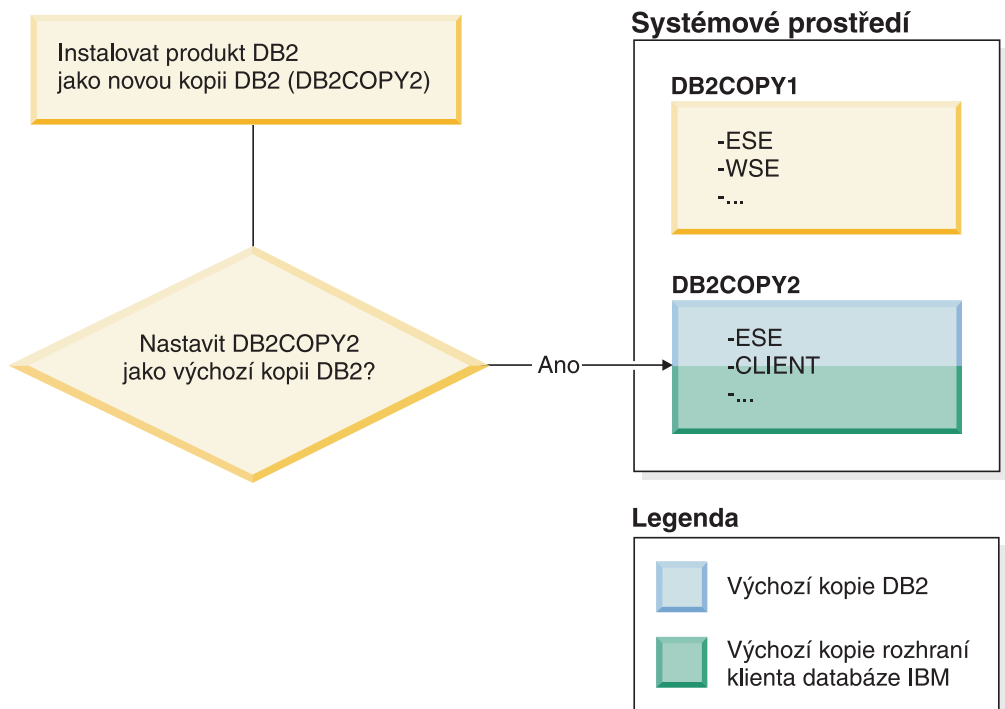 Instalovat produkt DB2
jako novou kopii DB2 (DB2COPY2)
Nastavit DB2COPY2
jako výchozí kopii DB2?
Ano
Systémové prostředí
DB2COPY1
-ESE
-WSE
-...
DB2COPY2
-ESE
-CLIENT
-...
Legenda
Výchozí kopie DB2
Výchozí kopie rozhraní
klienta databáze IBM